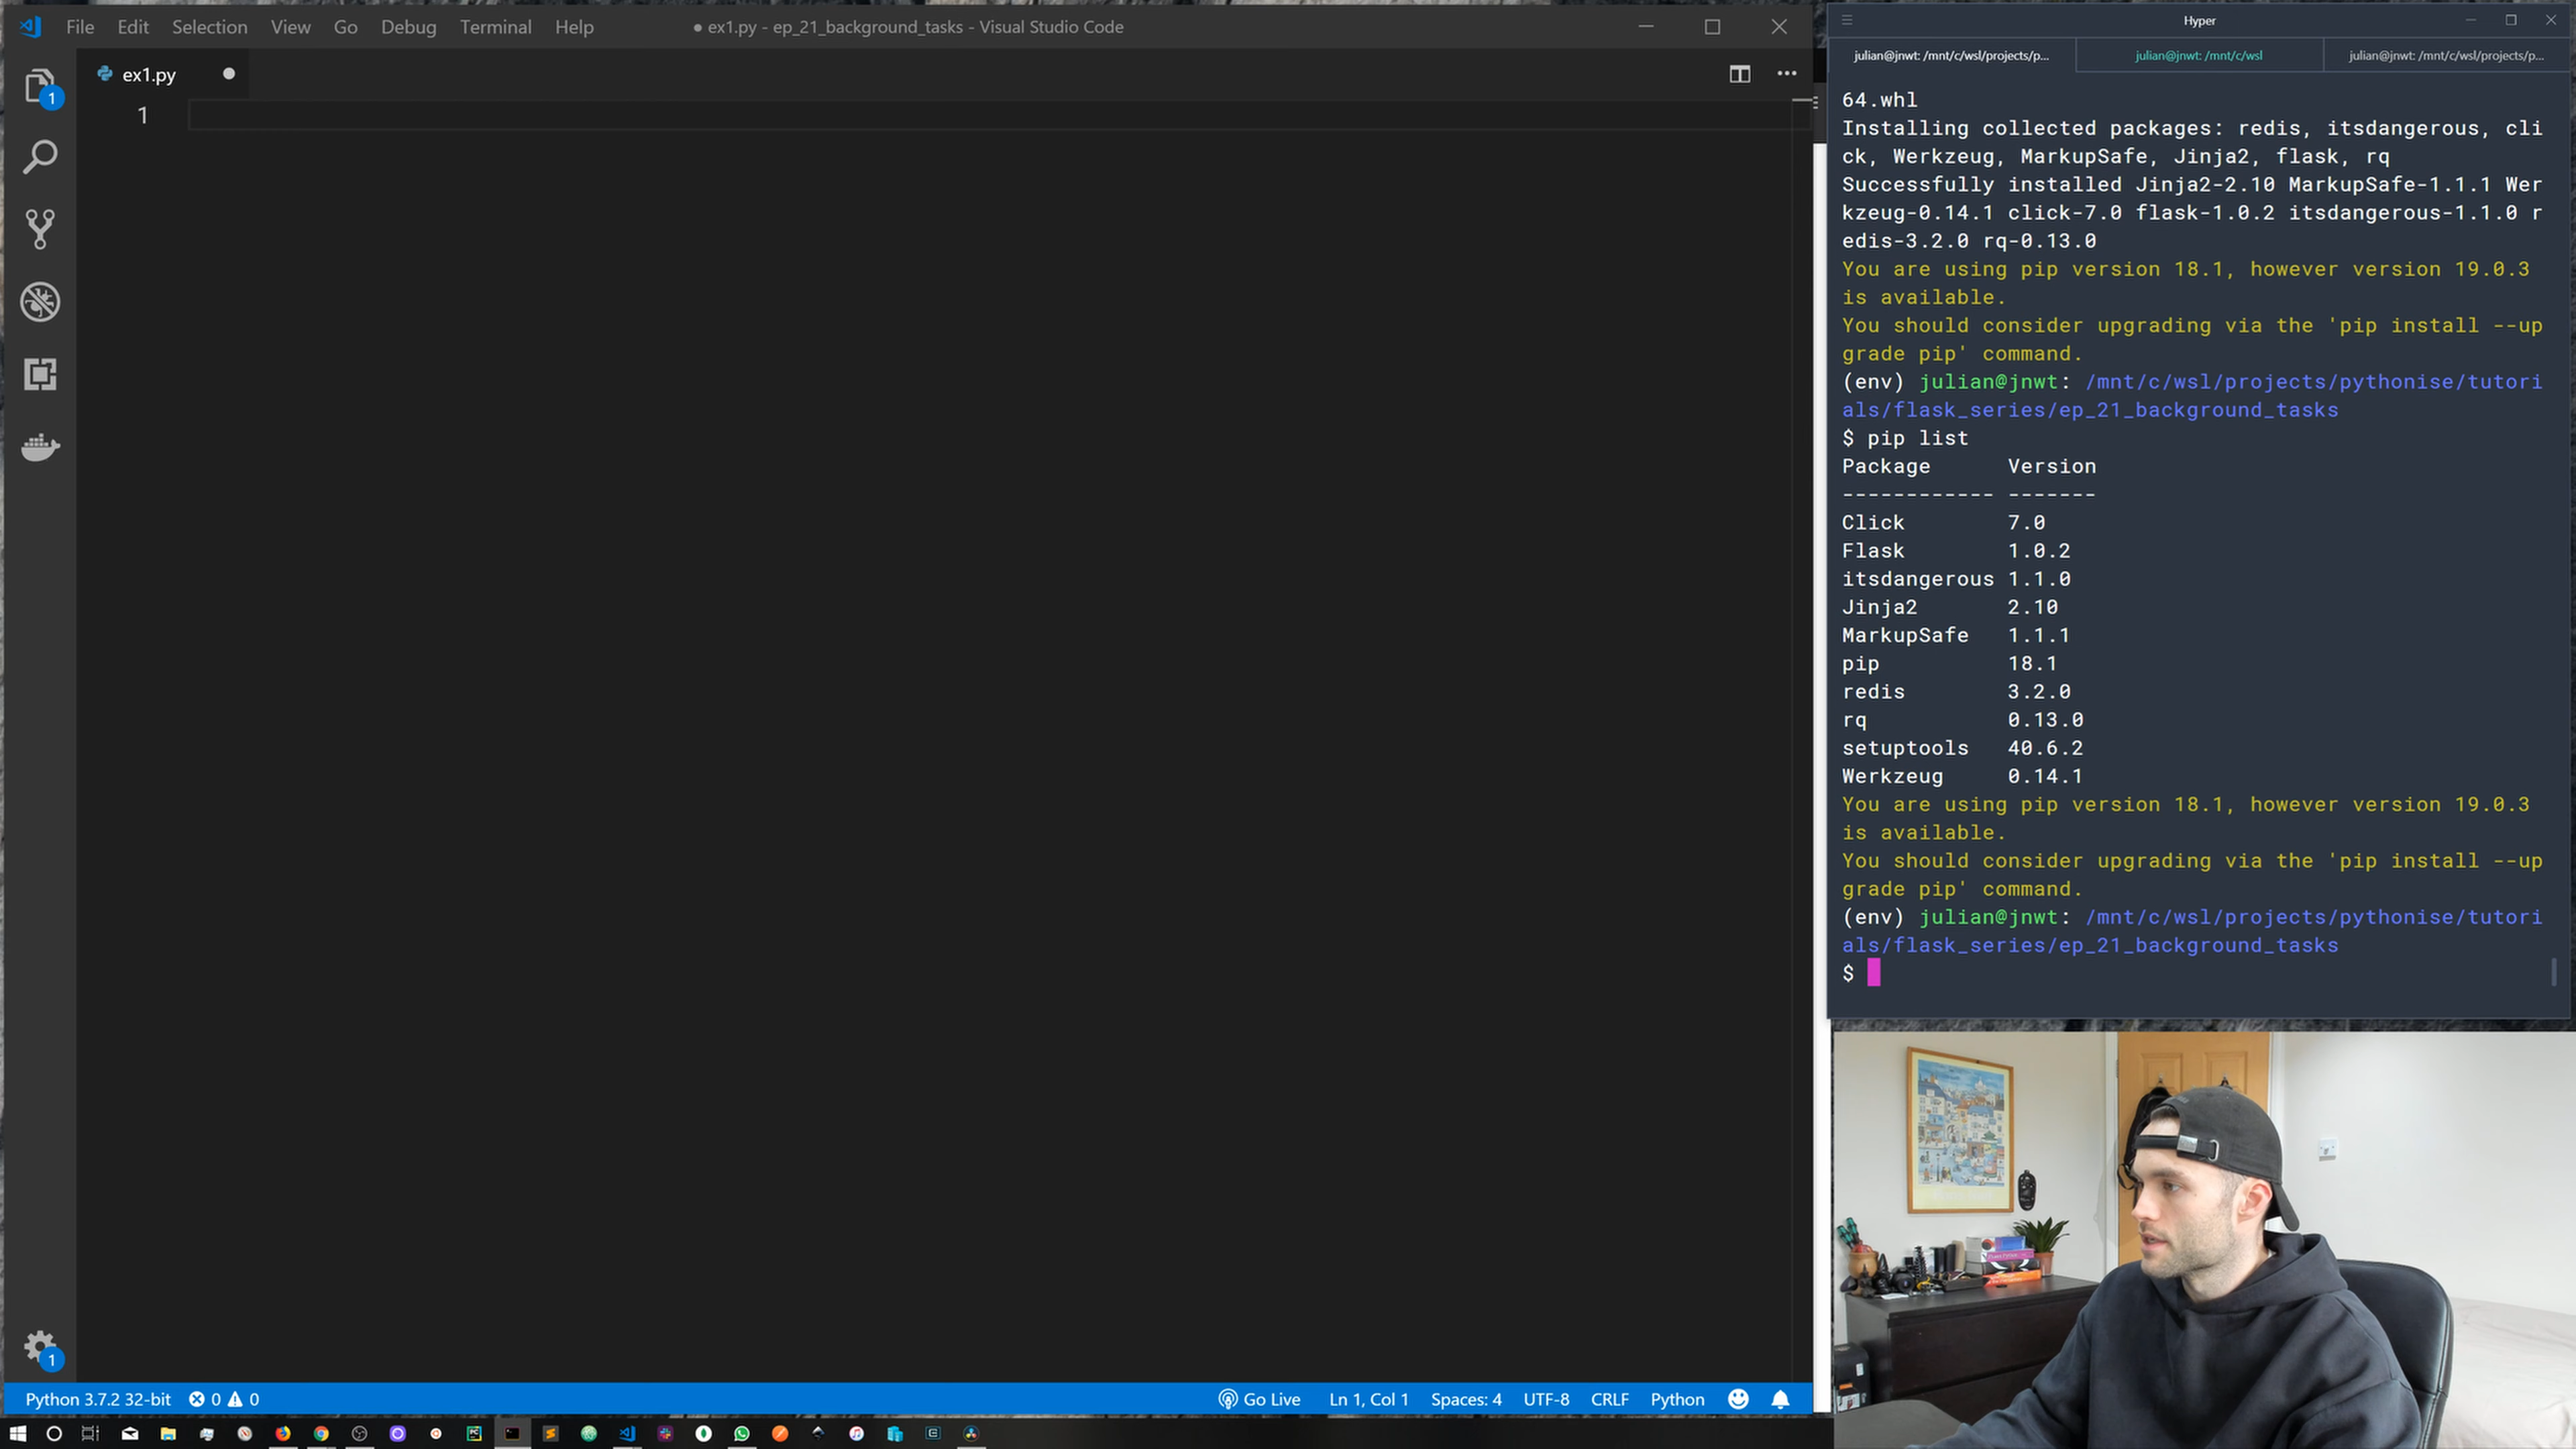 File Edit Selection View Go Debug Terminal Help
● ex1.py - ep_21_background_tasks - Visual Studio Code
ex1.py
1
1
1
Python 3.7.2 32-bit 0 0
Go Live Ln 1, Col 1 Spaces: 4 UTF-8 CRLF Python
Hyper
julian@jnwt: /mnt/c/wsl/projects/p...
julian@jnwt: /mnt/c/wsl
julian@jnwt: /mnt/c/wsl/projects/p...
64.whl
Installing collected packages: redis, itsdangerous, cli
ck, Werkzeug, MarkupSafe, Jinja2, flask, rq
Successfully installed Jinja2-2.10 MarkupSafe-1.1.1 Wer
kzeug-0.14.1 click-7.0 flask-1.0.2 itsdangerous-1.1.0 r
edis-3.2.0 rq-0.13.0
You are using pip version 18.1, however version 19.0.3
is available.
You should consider upgrading via the 'pip install --up
grade pip' command.
(env) julian@jnwt: /mnt/c/wsl/projects/pythonise/tutori
als/flask_series/ep_21_background_tasks
$ pip list
Package Version
------------ -------
Click 7.0
Flask 1.0.2
itsdangerous 1.1.0
Jinja2 2.10
MarkupSafe 1.1.1
pip 18.1
redis 3.2.0
rq 0.13.0
setuptools 40.6.2
Werkzeug 0.14.1
You are using pip version 18.1, however version 19.0.3
is available.
You should consider upgrading via the 'pip install --up
grade pip' command.
(env) julian@jnwt: /mnt/c/wsl/projects/pythonise/tutori
als/flask_series/ep_21_background_tasks
$